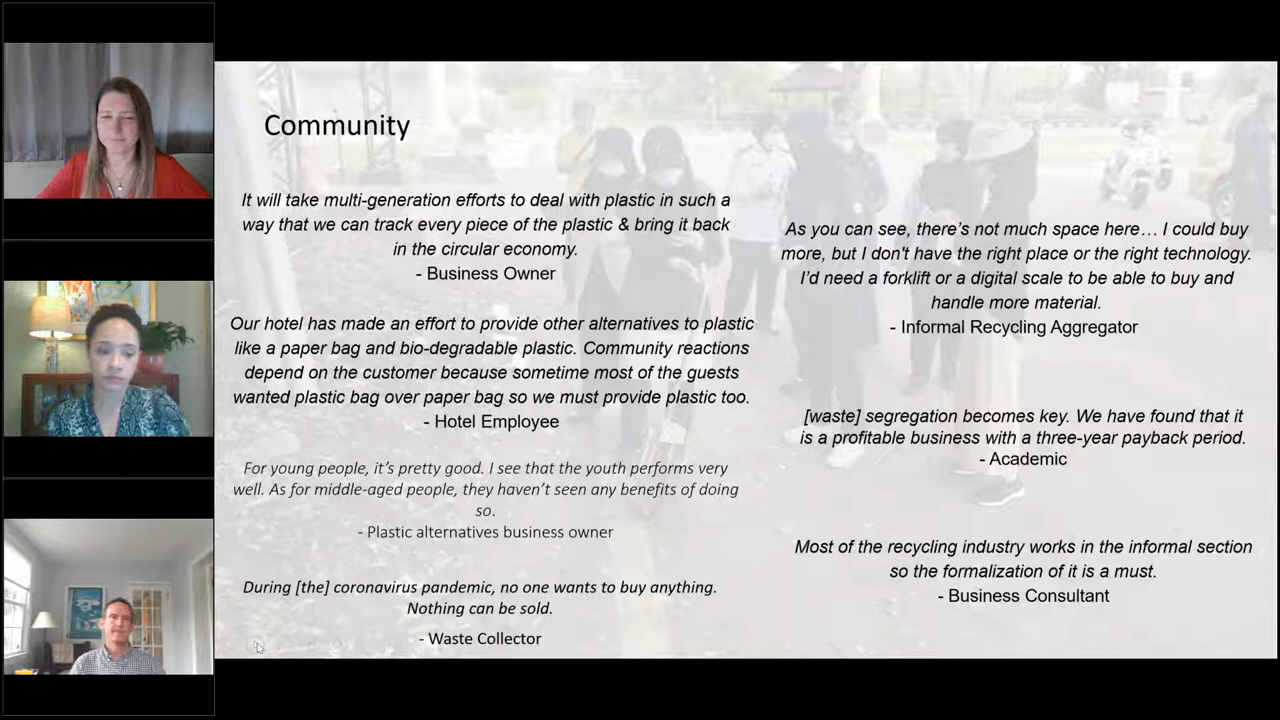 Community
It will take multi-generation efforts to deal with plastic in such a
way that we can track every piece of the plastic & bring it back
in the circular economy.
- Business Owner
Our hotel has made an effort to provide other alternatives to plastic
like a paper bag and bio-degradable plastic. Community reactions
depend on the customer because sometime most of the guests
wanted plastic bag over paper bag so we must provide plastic too.
- Hotel Employee
For young people, it’s pretty good. I see that the youth performs very
well. As for middle-aged people, they haven’t seen any benefits of doing
so.
- Plastic alternatives business owner
During [the] coronavirus pandemic, no one wants to buy anything.
Nothing can be sold.
- Waste Collector
As you can see, there’s not much space here… I could buy
more, but I don't have the right place or the right technology.
I’d need a forklift or a digital scale to be able to buy and
handle more material.
- Informal Recycling Aggregator
[waste] segregation becomes key. We have found that it
is a profitable business with a three-year payback period.
- Academic
Most of the recycling industry works in the informal section
so the formalization of it is a must.
- Business Consultant